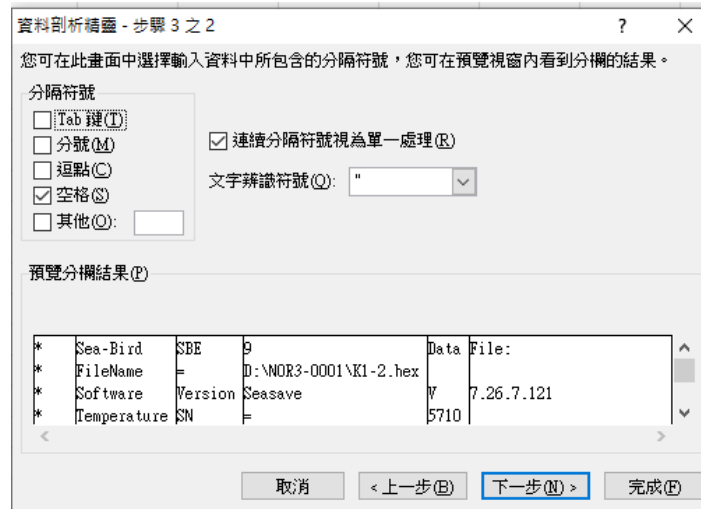 資料剖析精靈 - 步驟 3 之 2
?
您可在此畫面中選擇輸入資料中所包含的分隔符號，您可在預覽視窗內看到分欄的結果。
分隔符號
Tab 鍵(T)
分號(M)
連續分隔符號視為單一處理(R)
逗點(C)
文字辨識符號(Q): "
空格(S)
其他(O):
預覽分欄結果(P)
* Sea-Bird SBE 9 Data File:
* FileName = D:\NOR3-0001\K1-2.hex
* Software Version Seasave V 7.26.7.121
* Temperature SN = 5710
取消 <上一步(B) 下一步(N) > 完成(F)